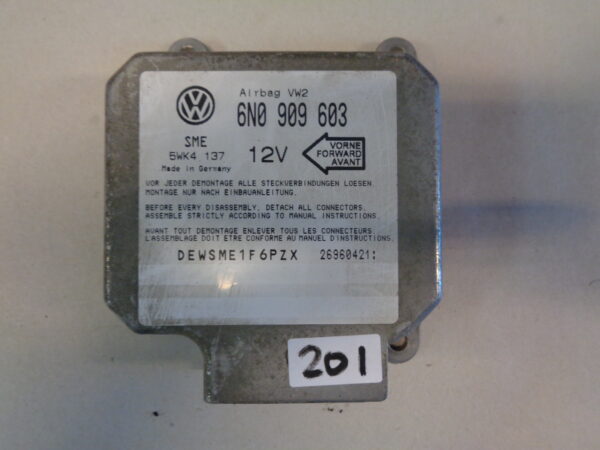 Airbag VW2
6N0 909 603
SME
5WK4 137
Made in Germany
12V
VORNE
FORWARD
AVANT
VOR JEDER DEMONTAGE ALLE STECKVERBINDUNGEN LOESEN.
MONTAGE NUR NACH EINBAUANLEITUNG.
BEFORE EVERY DISASSEMBLY, DETACH ALL CONNECTORS.
ASSEMBLE STRICTLY ACCORDING TO MANUAL INSTRUCTIONS.
AVANT TOUT DEMONTAGE ENLEVER TOUS LES CONNECTEURS.
L'ASSEMBLAGE DOIT ETRE CONFORME AU MANUEL D'INSTRUCTIONS.
DEWSME1F6PZX 26960421:
201